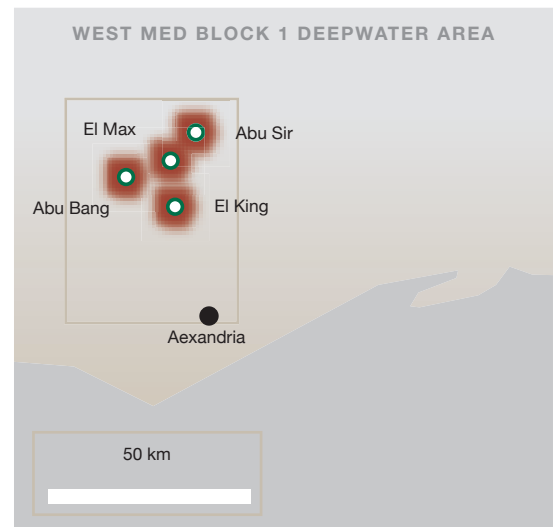 WEST MED BLOCK 1 DEEPWATER AREA
El Max
Abu Sir
Abu Bang
El King
Aexandria
50 km